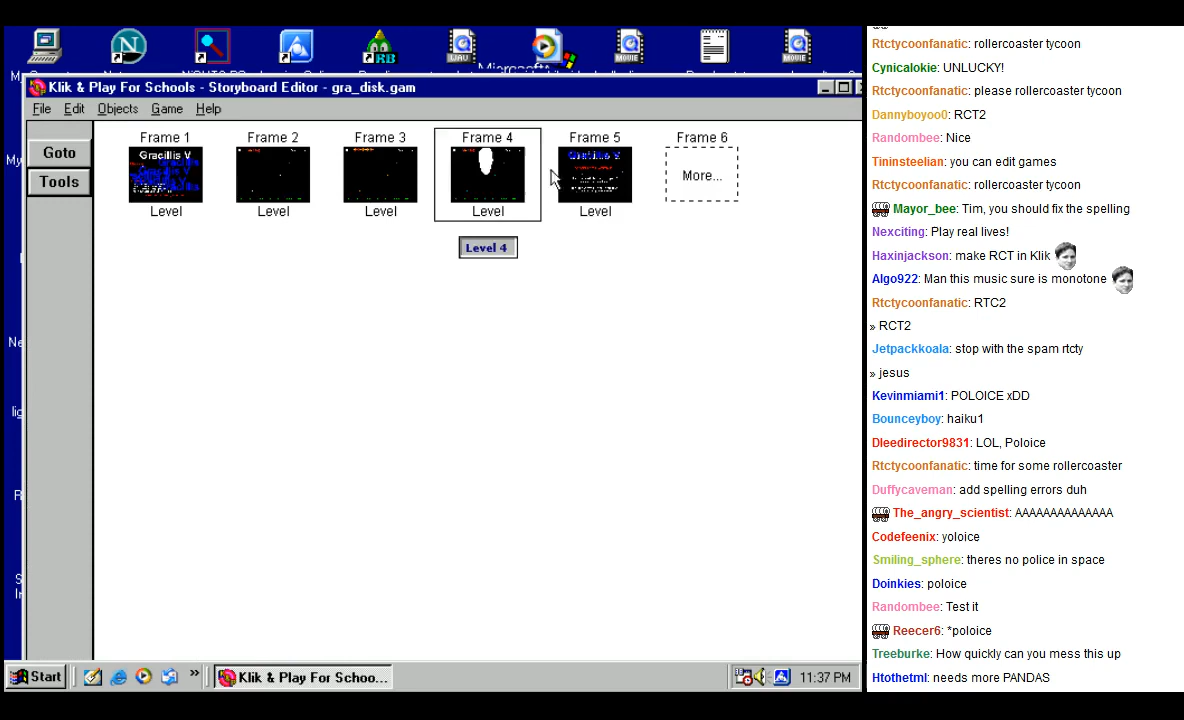 WAV
RB
MOVIE
MOVIE
Klik & Play For Schools - Storyboard Editor - gra_disk.gam
File Edit Objects Game Help
Goto
Tools
Frame 1 Frame 2 Frame 3 Frame 4 Frame 5 Frame 6
Gracillis V
Gracillis V
More...
Level Level Level Level Level
Level 4
Start
Klik & Play For Schoo...
11:37 PM
Rtctycoonfanatic: rollercoaster tycoon
Cynicalokie: UNLUCKY!
Rtctycoonfanatic: please rollercoaster tycoon
Dannyboyoo0: RCT2
Randombee: Nice
Tininsteelian: you can edit games
Rtctycoonfanatic: rollercoaster tycoon
Mayor_bee: Tim, you should fix the spelling
Nexciting: Play real lives!
Haxinjackson: make RCT in Klik
Algo922: Man this music sure is monotone
Rtctycoonfanatic: RTC2
» RCT2
Jetpackkoala: stop with the spam rtcty
» jesus
Kevinmiami1: POLOICE xDD
Bounceyboy: haiku1
Dleedirector9831: LOL, Poloice
Rtctycoonfanatic: time for some rollercoaster
Duffycaveman: add spelling errors duh
The_angry_scientist: AAAAAAAAAAAAAA
Codefeenix: yoloice
Smiling_sphere: theres no police in space
Doinkies: poloice
Randombee: Test it
Reecer6: *poloice
Treeburke: How quickly can you mess this up
Htothetml: needs more PANDAS